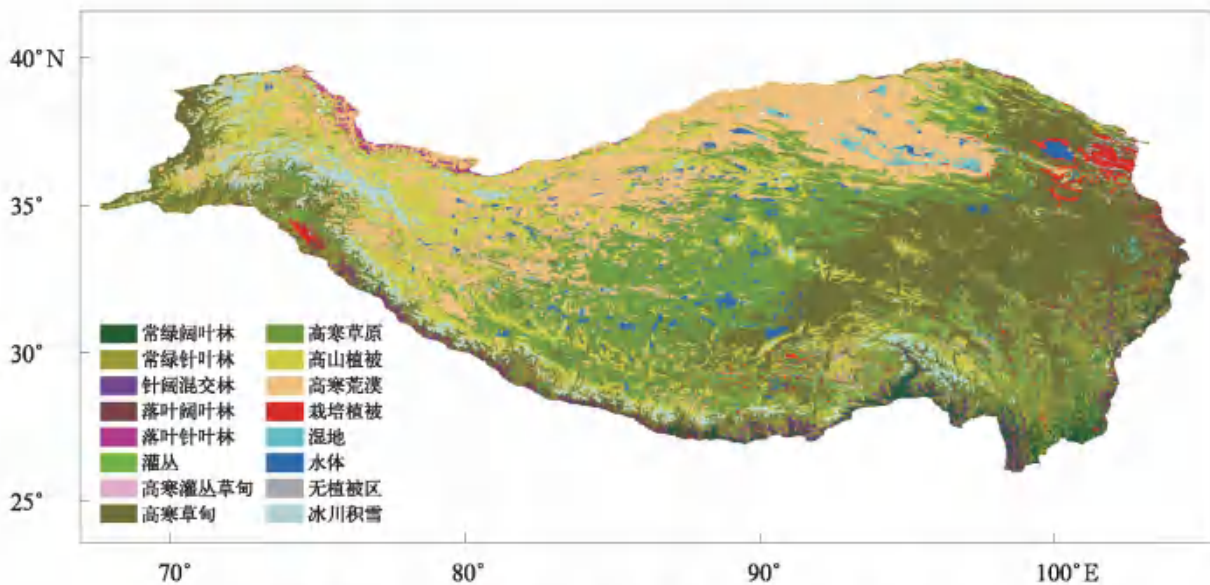 40°N
35°
30°
25°
常绿阔叶林
常绿针叶林
针阔混交林
落叶阔叶林
落叶针叶林
灌丛
高寒灌丛草甸
高寒草甸
高寒草原
高山植被
高寒荒漠
栽培植被
湿地
水体
无植被区
冰川积雪
70°
80°
90°
100°E